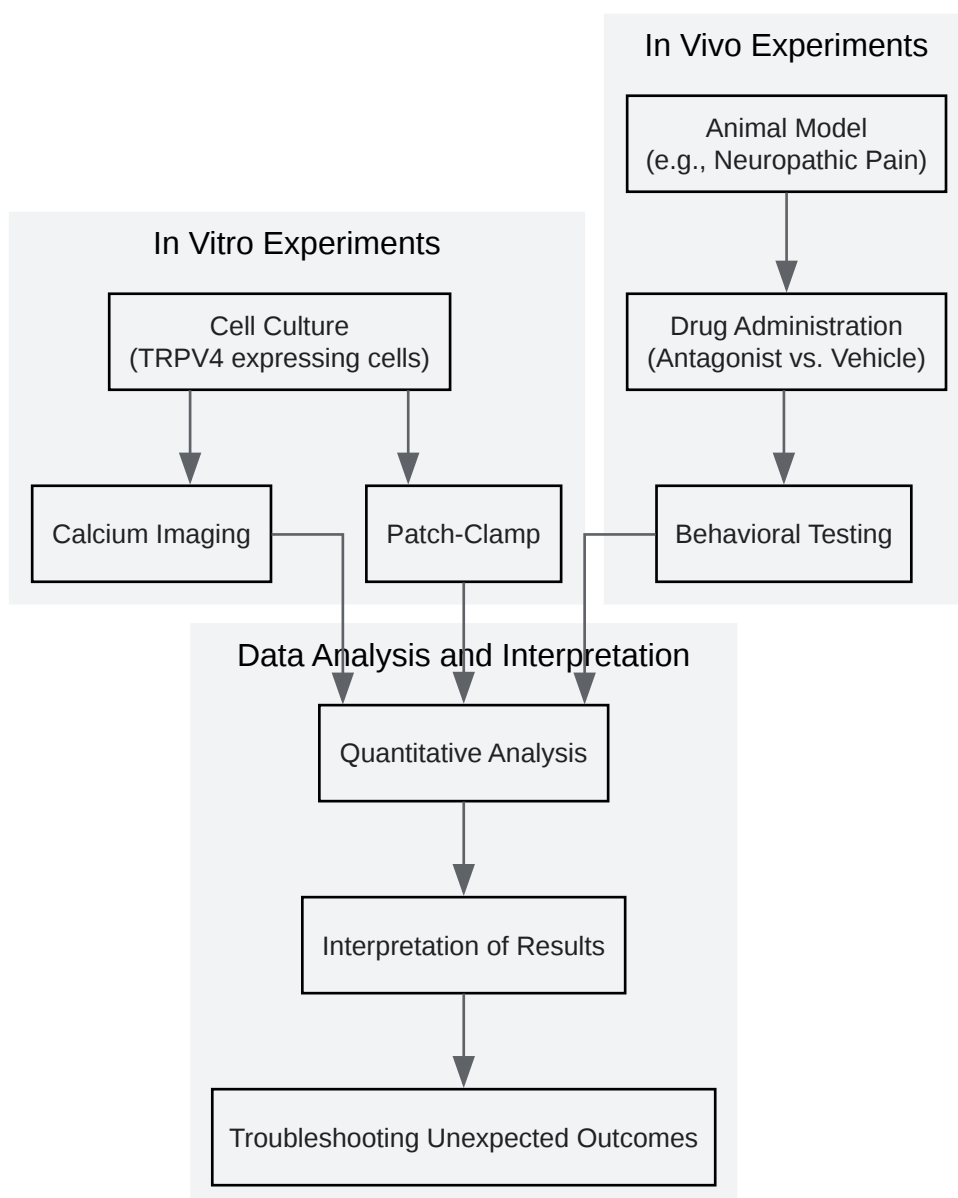 In Vivo Experiments
Animal Model
(e.g., Neuropathic Pain)
In Vitro Experiments
Cell Culture
(TRPV4 expressing cells)
Drug Administration
(Antagonist vs. Vehicle)
Calcium Imaging
Patch-Clamp
Behavioral Testing
Data Analysis and Interpretation
Quantitative Analysis
Interpretation of Results
Troubleshooting Unexpected Outcomes